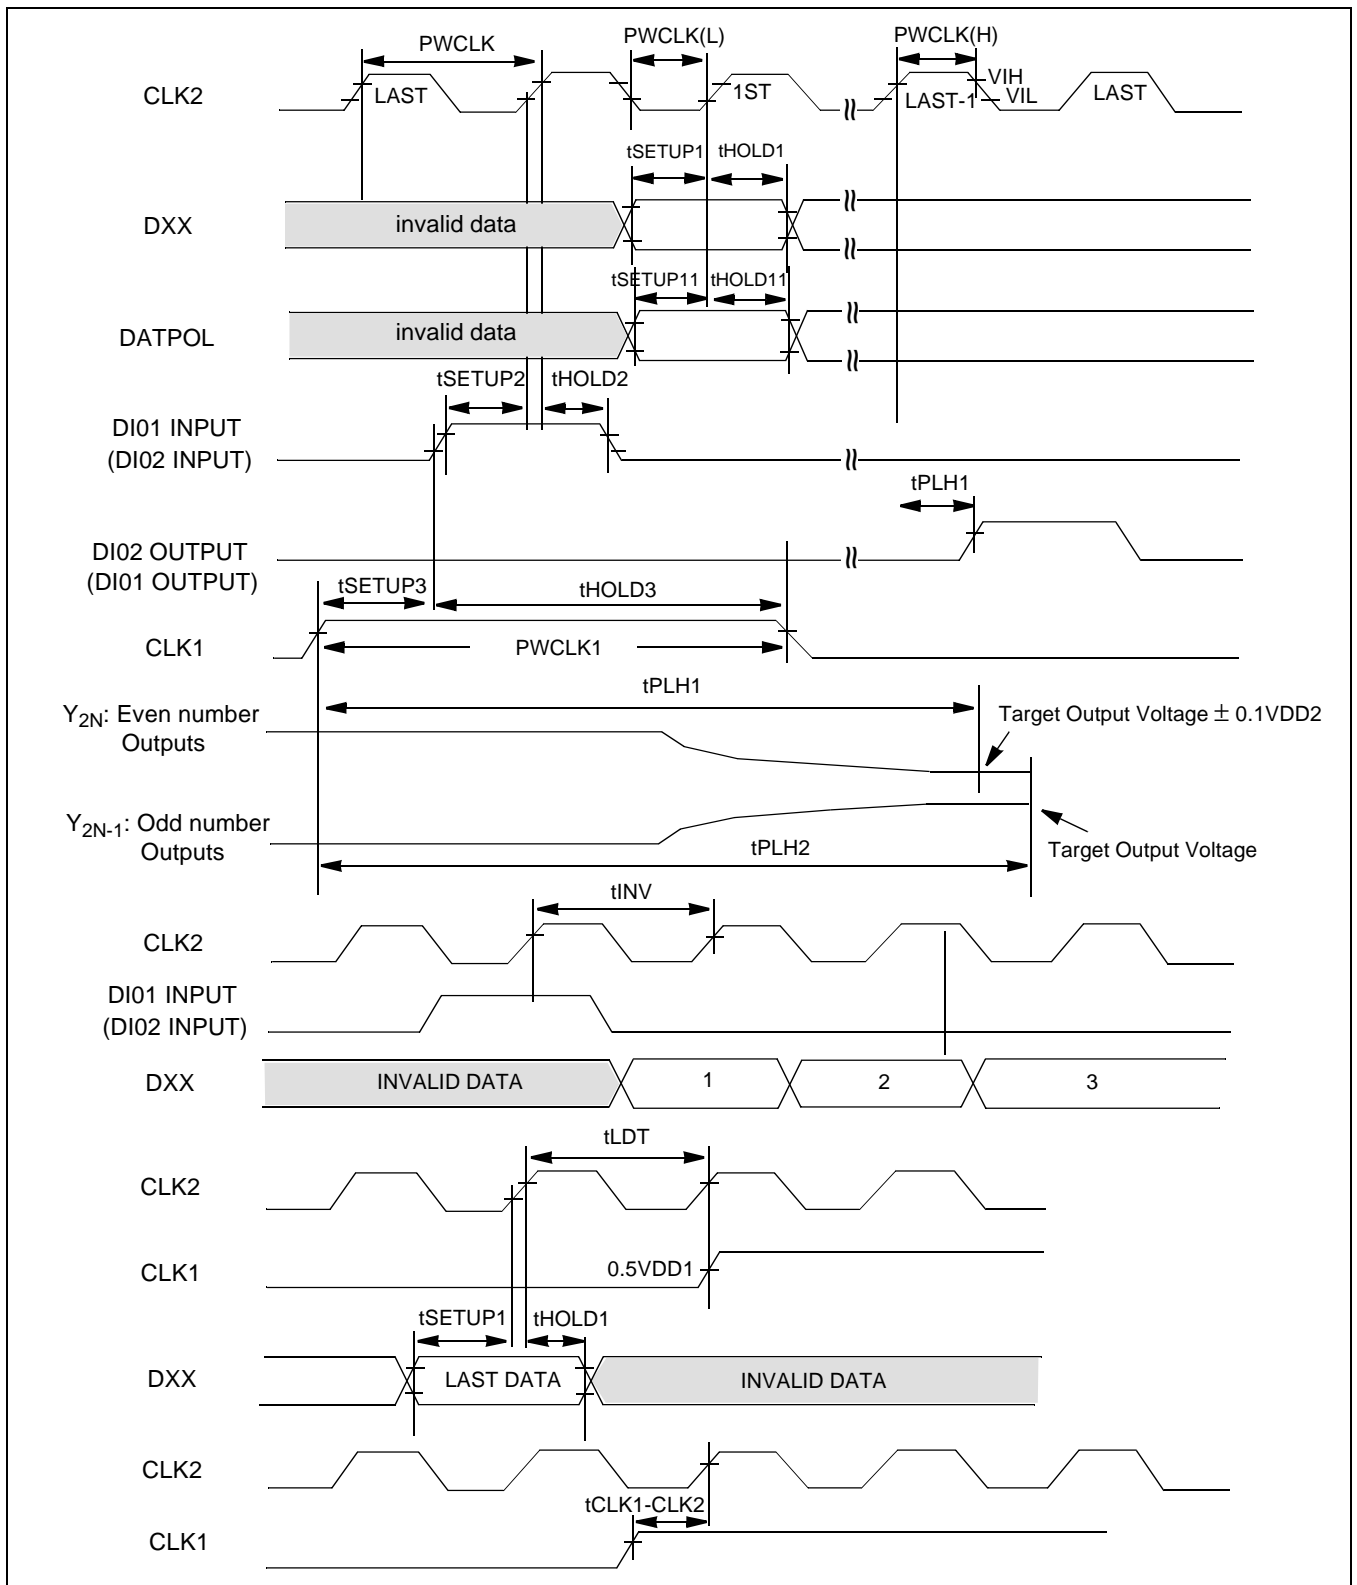 PWCLK
PWCLK(L)
PWCLK(H)
CLK2
LAST
1ST
LAST-1
VIH
VIL
LAST
tSETUP1
tHOLD1
DXX
invalid data
tSETUP11
tHOLD11
DATPOL
invalid data
tSETUP2
tHOLD2
DI01 INPUT
(DI02 INPUT)
tPLH1
DI02 OUTPUT
(DI01 OUTPUT)
tSETUP3
tHOLD3
CLK1
PWCLK1
tPLH1
Y2N: Even number
Outputs
Target Output Voltage ± 0.1VDD2
Y2N-1: Odd number
Outputs
tPLH2
Target Output Voltage
tINV
CLK2
DI01 INPUT
(DI02 INPUT)
DXX
INVALID DATA
1
2
3
tLDT
CLK2
CLK1
0.5VDD1
tSETUP1
tHOLD1
DXX
LAST DATA
INVALID DATA
CLK2
tCLK1-CLK2
CLK1